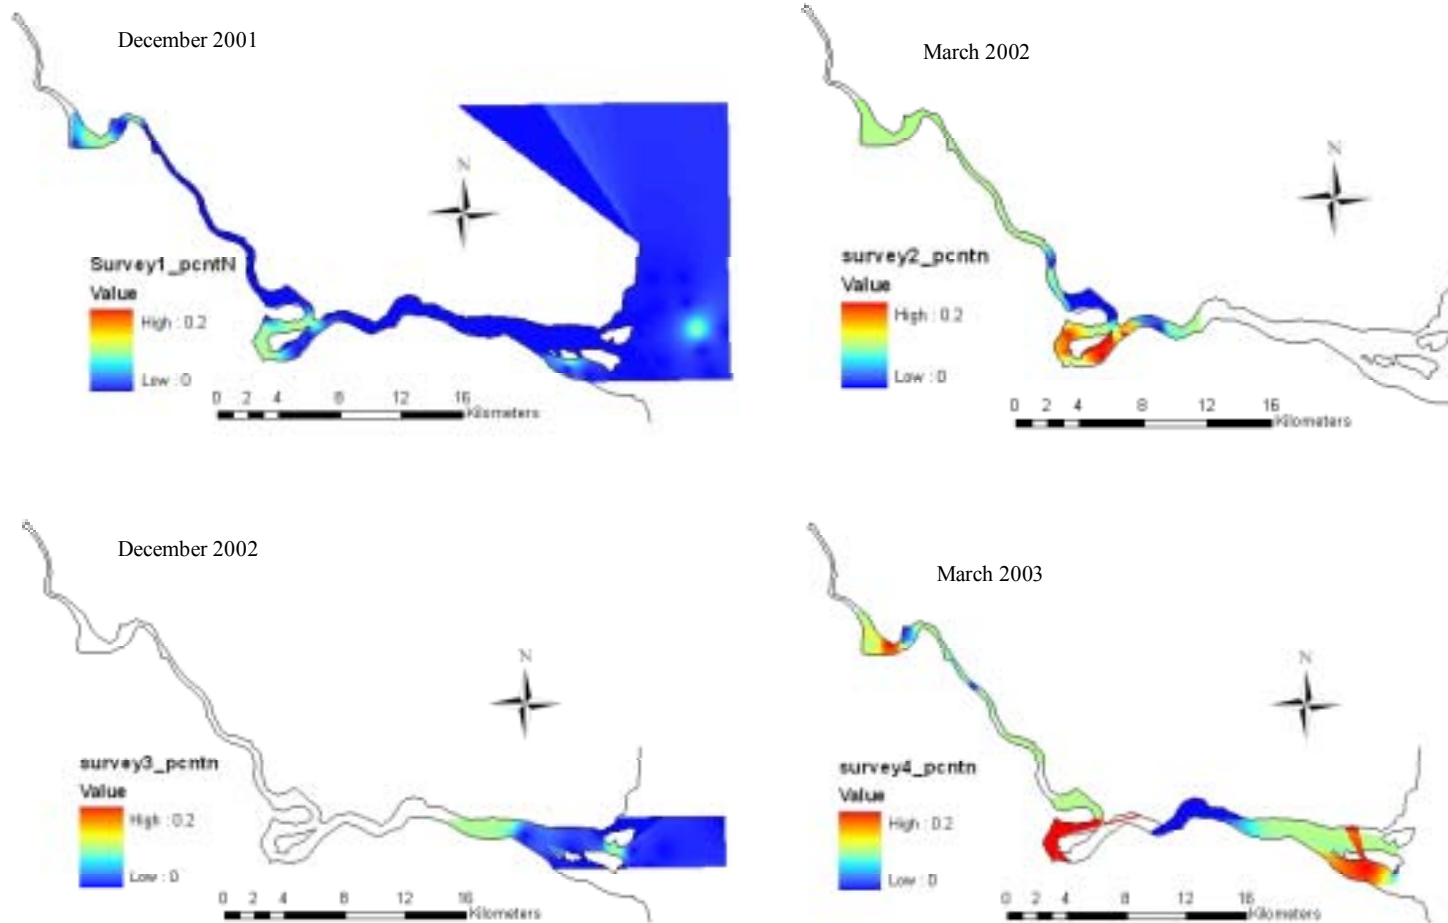 December 2001
N
Survey1_pcntN
Value
High : 0.2
Low : 0
0 2 4 8 12 16
Kilometers
March 2002
N
survey2_pcntn
Value
High : 0.2
Low : 0
0 2 4 8 12 16
Kilometers
December 2002
N
survey3_pcntn
Value
High : 0.2
Low : 0
0 2 4 8 12 16
Kilometers
March 2003
N
survey4_pcntn
Value
High : 0.2
Low : 0
0 2 4 8 12 16
Kilometers